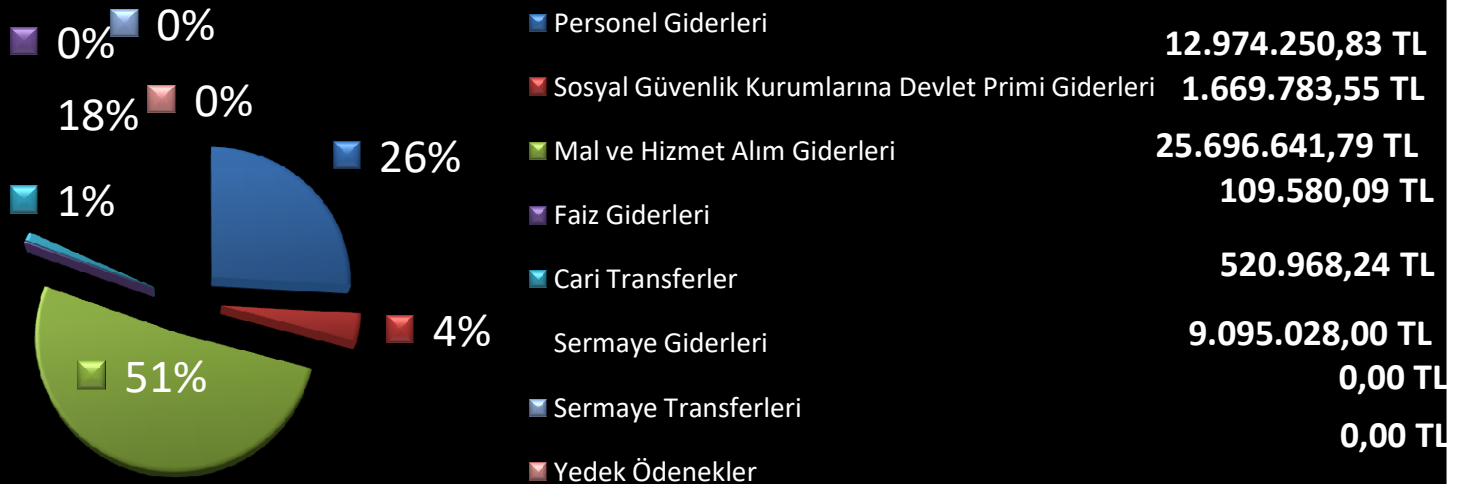 0%
0%
18%
0%
26%
1%
4%
51%
Personel Giderleri
12.974.250,83 TL
Sosyal Güvenlik Kurumlarına Devlet Primi Giderleri
1.669.783,55 TL
Mal ve Hizmet Alım Giderleri
25.696.641,79 TL
Faiz Giderleri
109.580,09 TL
Cari Transferler
520.968,24 TL
Sermaye Giderleri
9.095.028,00 TL
Sermaye Transferleri
0,00 TL
Yedek Ödenekler
0,00 TL